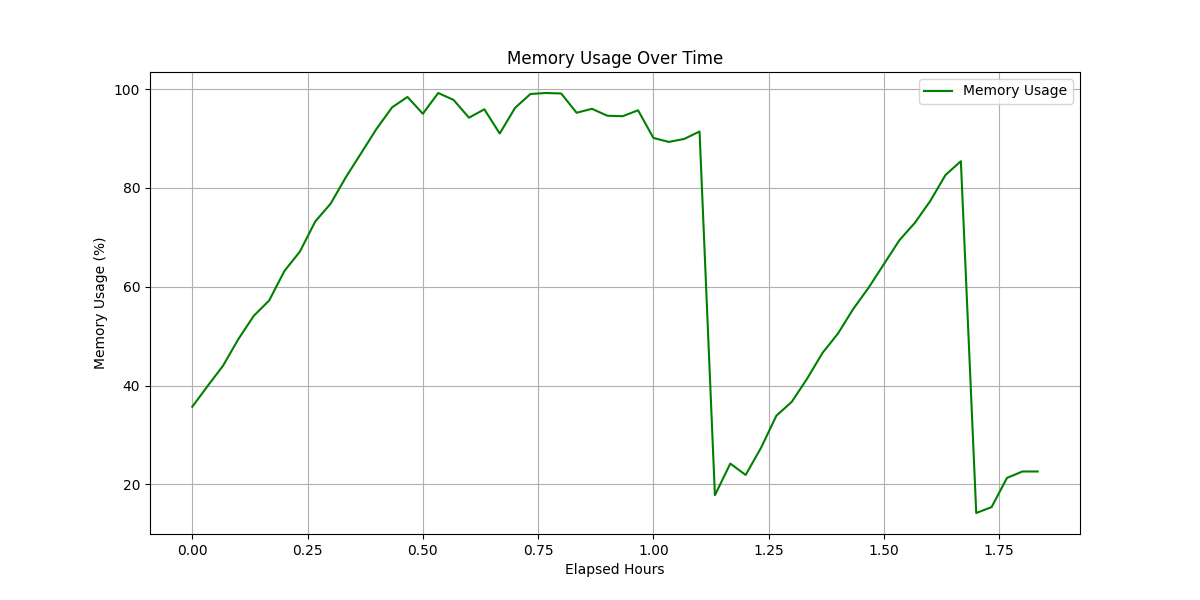 Memory Usage Over Time
Memory Usage
Memory Usage (%)
100
80
60
40
20
0.00 0.25 0.50 0.75 1.00 1.25 1.50 1.75
Elapsed Hours